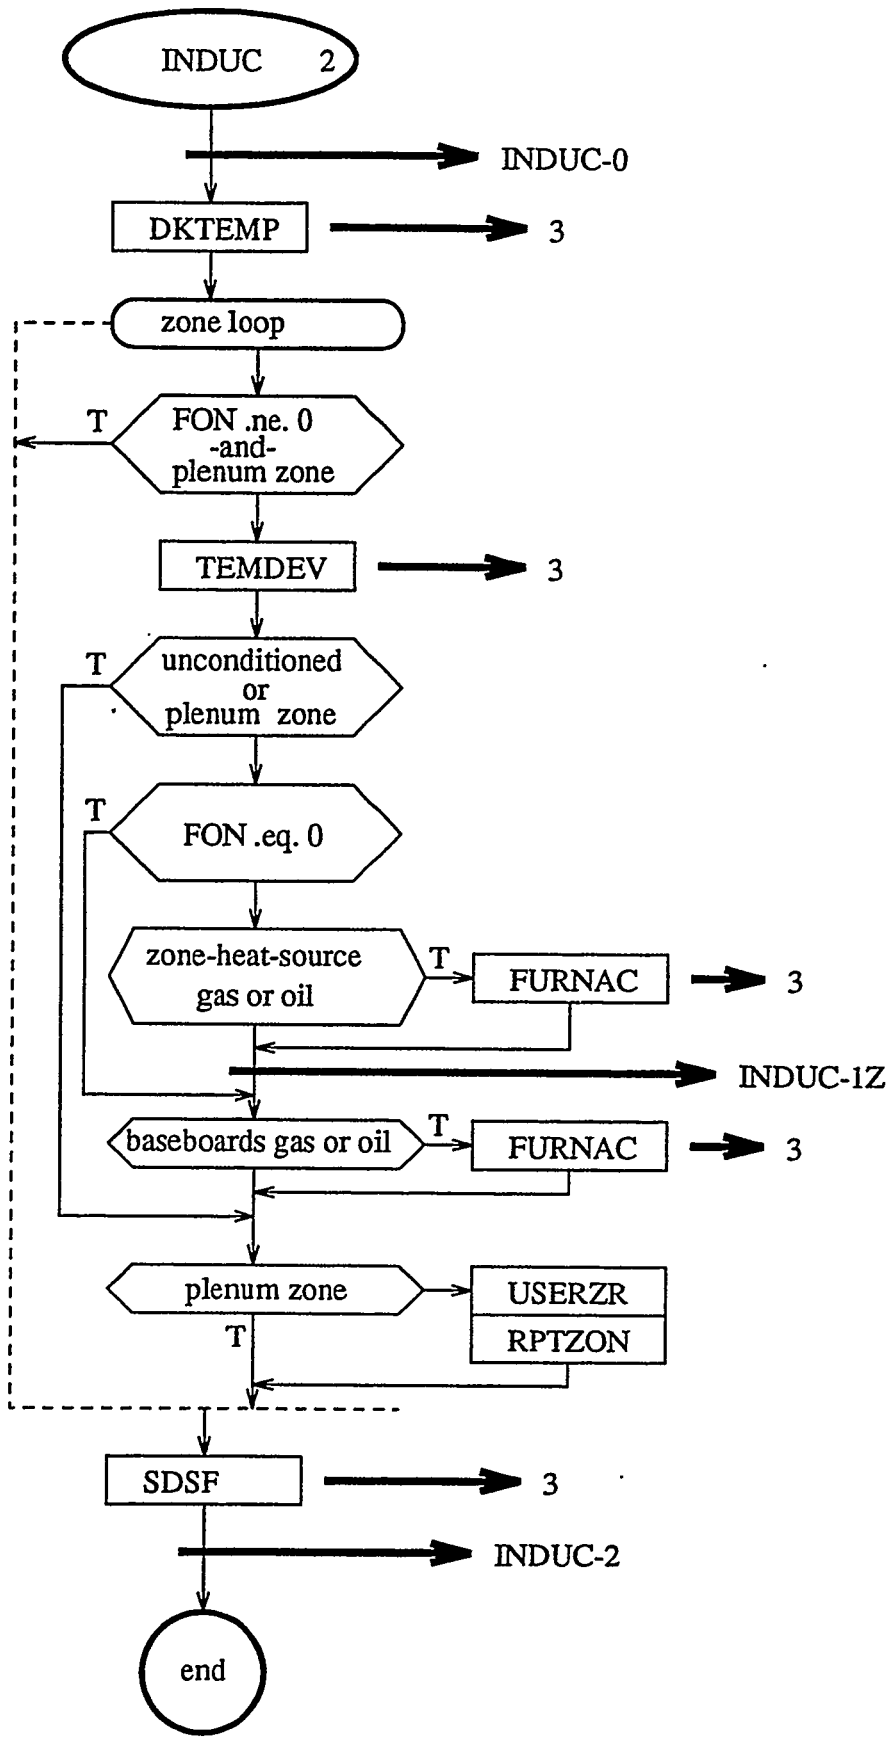 INDUC 2
INDUC-0
DKTEMP 3
zone loop
T FON .ne. 0
-and-
plenum zone
TEMDEV 3
T unconditioned
or
plenum zone
T
FON .eq. 0
zone-heat-source T
gas or oil FURNAC 3
INDUC-1Z
baseboards gas or oil T FURNAC 3
plenum zone USERZR
T RPTZON
SDSF 3
INDUC-2
end